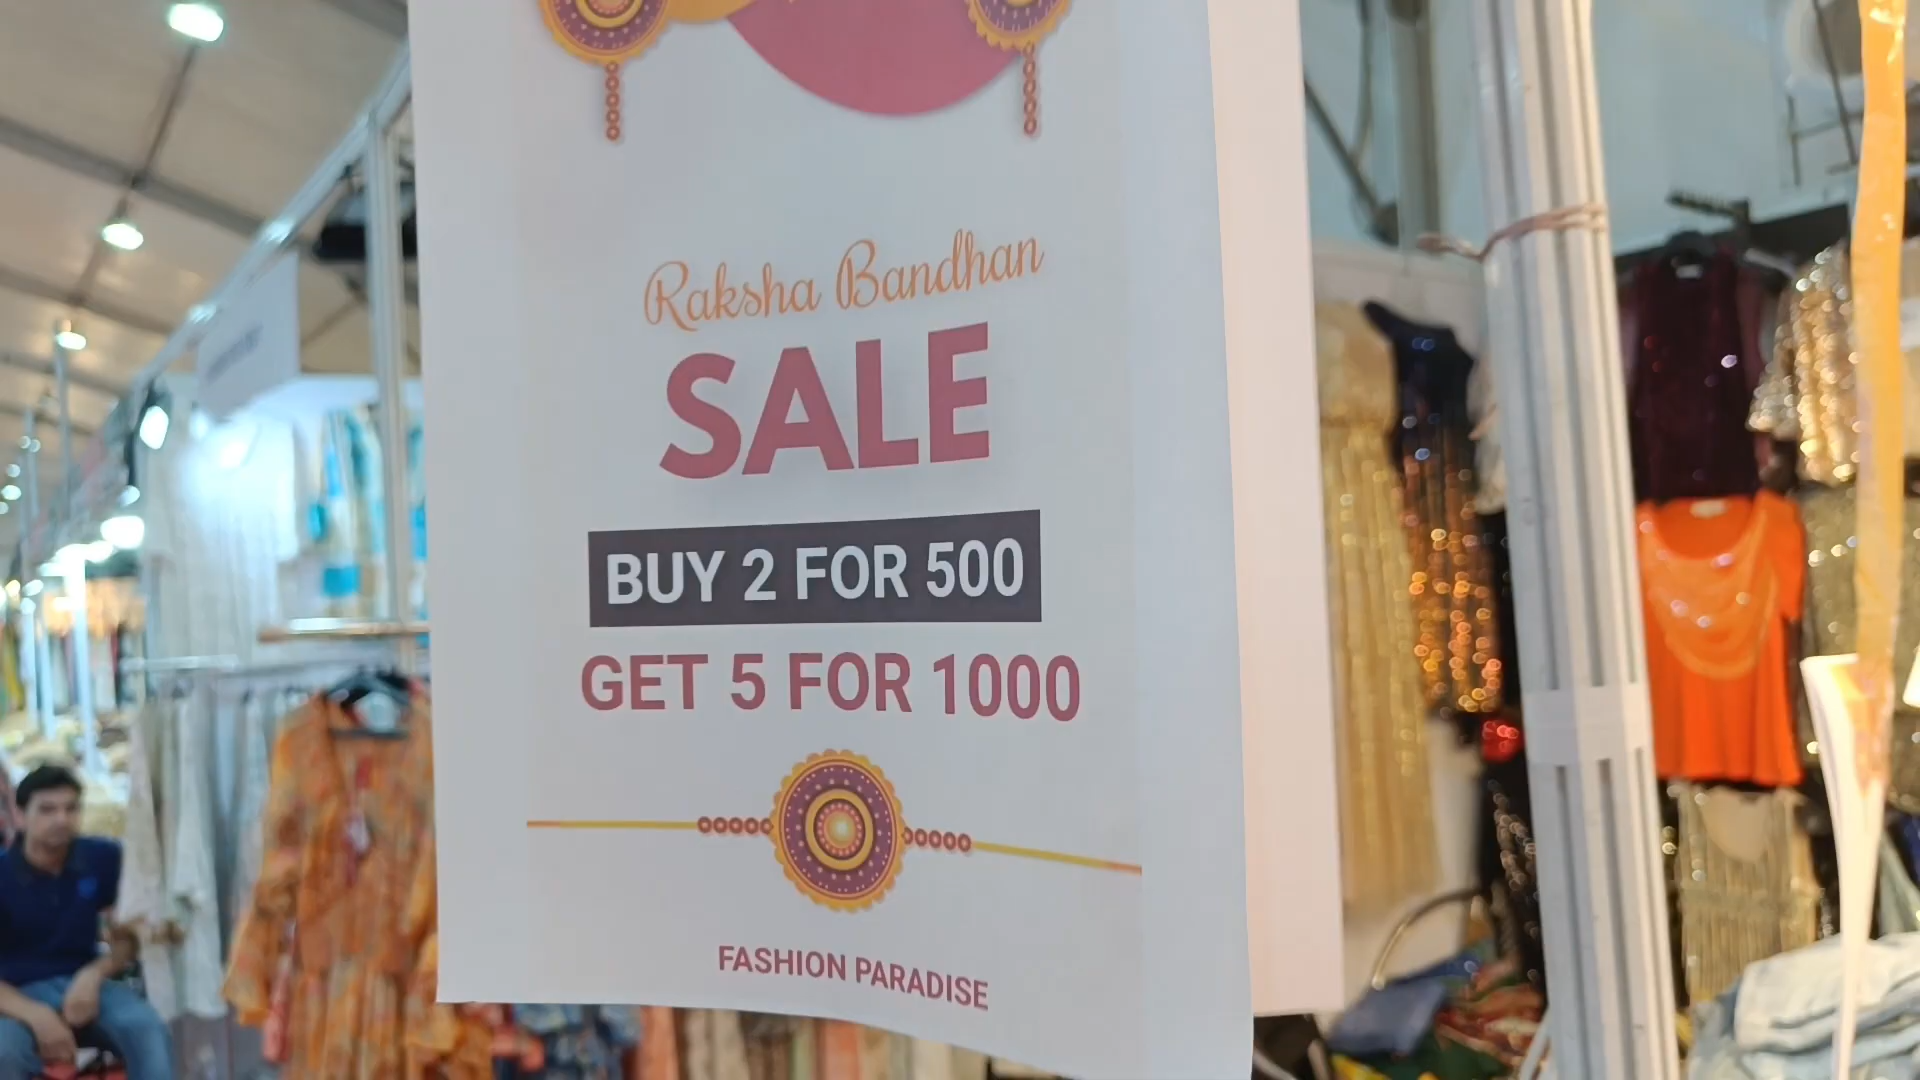 Raksha Bandhan
SALE
BUY 2 FOR 500
GET 5 FOR 1000
FASHION PARADISE